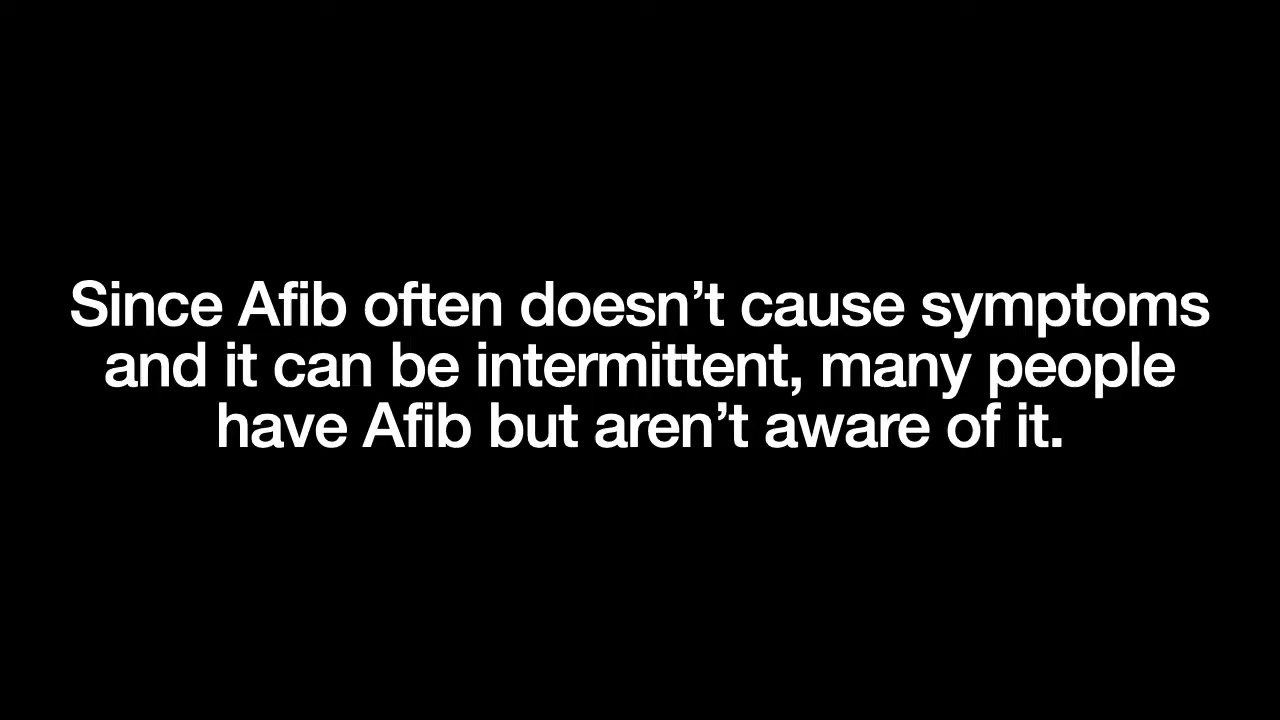 Since Afib often doesn’t cause symptoms
and it can be intermittent, many people
have Afib but aren’t aware of it.